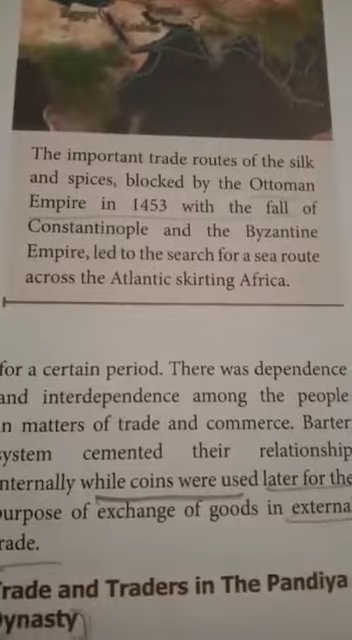 The important trade routes of the silk
and spices, blocked by the Ottoman
Empire in 1453 with the fall of
Constantinople and the Byzantine
Empire, led to the search for a sea route
across the Atlantic skirting Africa.
for a certain period. There was dependence
and interdependence among the people
n matters of trade and commerce. Barter
system cemented their relationship
nternally while coins were used later for the
purpose of exchange of goods in externa
rade.
Trade and Traders in The Pandiya
Dynasty